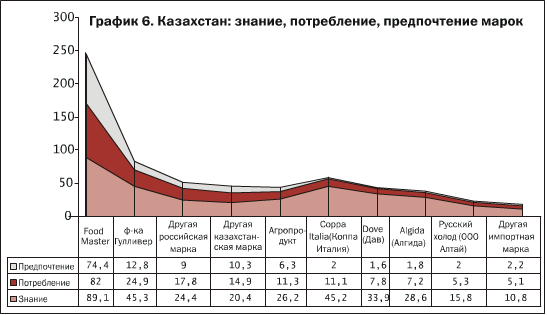 График 6. Казахстан: знание, потребление, предпочтение марок
300
250
200
150
100
50
0
Food Master
ф-ка Гулливер
Другая российская марка
Другая казахстан-ская марка
Агропро-дукт
Coppa Italia(Коппа Италия)
Dove (Дав)
Algida (Алгида)
Русский холод (ООО Алтай)
Другая импортная марка
Предпочтение 74,4 12,8 9 10,3 6,3 2 1,6 1,8 2 2,2
Потребление 82 24,9 17,8 14,9 11,3 11,1 7,8 7,2 5,3 5,1
Знание 89,1 45,3 24,4 20,4 26,2 45,2 33,9 28,6 15,8 10,8